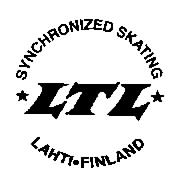 SYNCHRONIZED SKATING
★LTL★
LAHTI•FINLAND